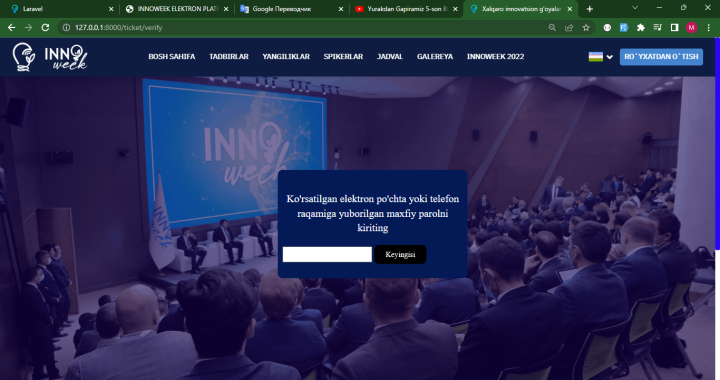 Laravel
INNOWEEK ELEKTRON PLAT
Google Переводчик
Yurakdan Gapiramiz 5-son B
Xalqaro innovatsion g'oyalar
127.0.0.1:8000/ticket/verify
M
INNO week
BOSH SAHIFA TADBIRLAR YANGILIKLAR SPIKERLAR JADVAL GALEREYA INNOWEEK 2022
RO`YXATDAN O`TISH
INNO
week
Ko'rsatilgan elektron po'chta yoki telefon
raqamiga yuborilgan maxfiy parolni
kiriting
Keyingisi